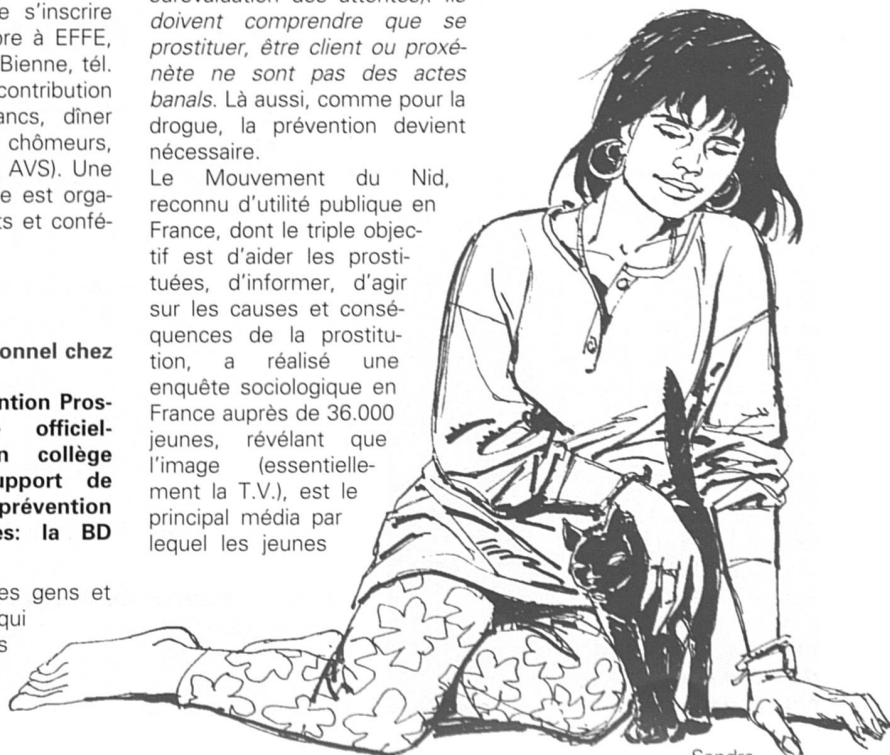 e s'inscrire
re à EFFE,
Bienne, tél.
contribution
ancs, dîner
chômeurs,
AVS). Une
e est orga-
ts et confé-
onnel chez
ntion Pros-
officiel-
n collège
upport de
prévention
es: la BD
es gens et
qui
s
doivent comprendre que se
prostituer, être client ou proxé-
nète ne sont pas des actes
banals. Là aussi, comme pour la
drogue, la prévention devient
nécessaire.
Le Mouvement du Nid,
reconnu d'utilité publique en
France, dont le triple objec-
tif est d'aider les prosti-
tuées, d'informer, d'agir
sur les causes et consé-
quences de la prostitu-
tion, a réalisé une
enquête sociologique en
France auprès de 36.000
jeunes, révélant que
l'image (essentielle-
ment la T.V.), est le
principal média par
lequel les jeunes